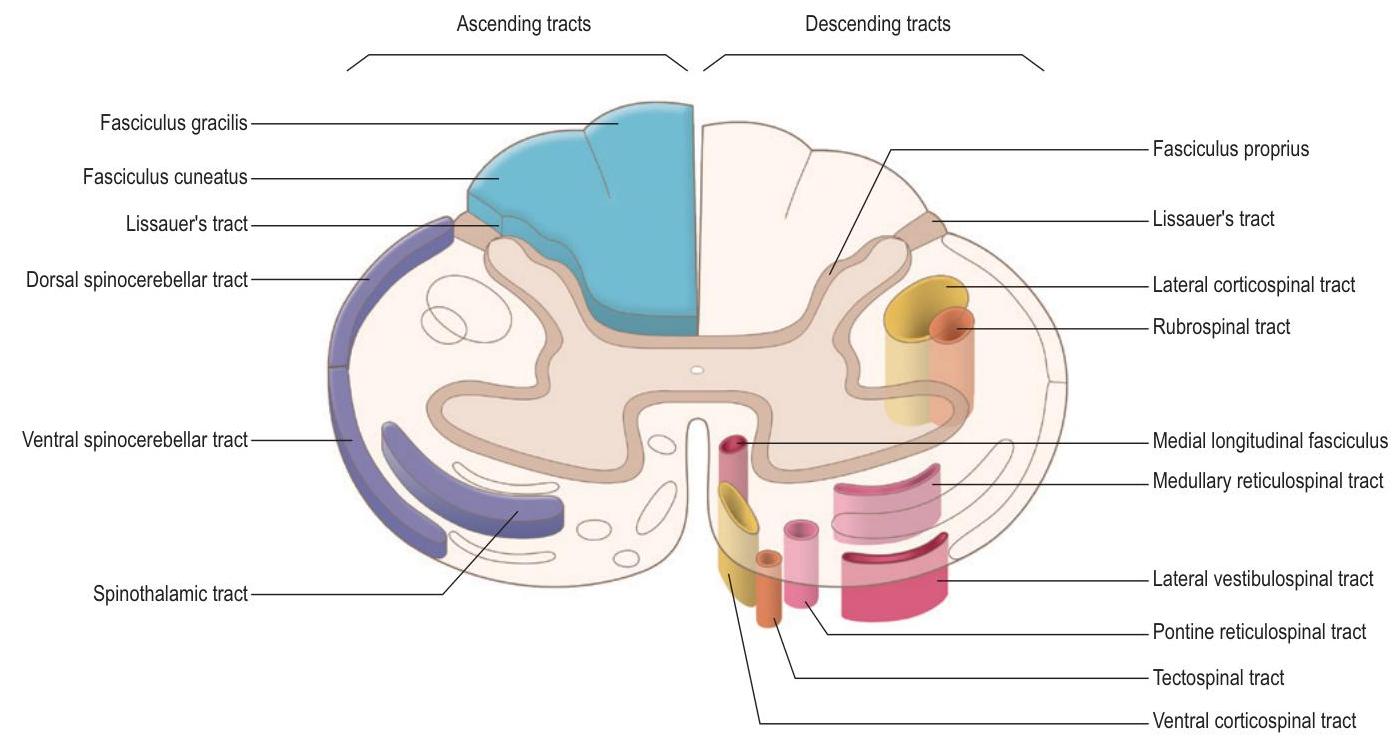 Ascending tracts
Descending tracts
Fasciculus gracilis
Fasciculus cuneatus
Lissauer's tract
Dorsal spinocerebellar tract
Ventral spinocerebellar tract
Spinothalamic tract
Fasciculus proprius
Lissauer's tract
Lateral corticospinal tract
Rubrospinal tract
Medial longitudinal fasciculus
Medullary reticulospinal tract
Lateral vestibulospinal tract
Pontine reticulospinal tract
Tectospinal tract
Ventral corticospinal tract